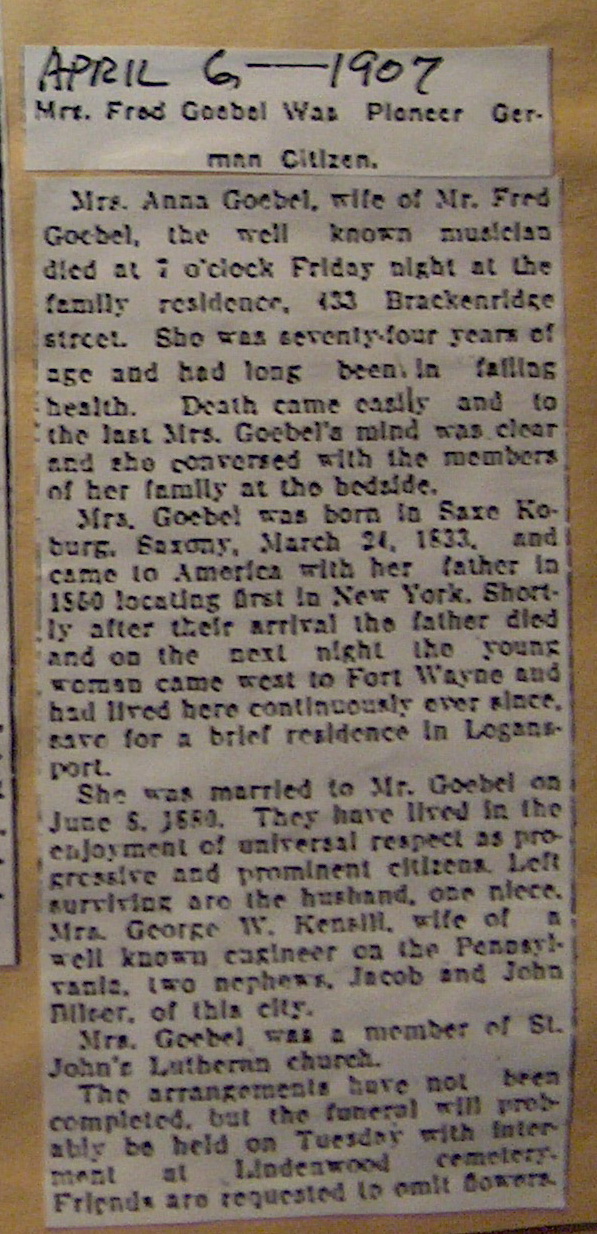 APRIL 6,—1907
Mrs. Fred Goebel Was Pioneer Ger-
man Citizen.
Mrs. Anna Goebel, wife of Mr. Fred
Goebel, the well known musician
died at 7 o'clock Friday night at the
family residence, 433 Brackenridge
street. She was seventy-four years of
age and had long been in failing
health. Death came easily and to
the last Mrs. Goebel's mind was clear
and she conversed with the members
of her family at the bedside.
Mrs. Goebel was born in Saxe Ko-
burg, Saxony, March 24, 1833, and
came to America with her father in
locating first in New York. Short-
ly after their arrival the father died
and on the next night the young
woman came west to Fort Wayne and
had lived here continuously ever since,
save for a brief residence in Logans-
port.
She was married to Mr. Goebel on
June They have lived in the
enjoyment of universal respect as pro-
gressive and prominent citizens. Left
surviving are the husband, one niece,
Mrs. George W. Kensill, wife of a
well known engineer on the Pennsyl-
vania, two nephews, Jacob and John
of this city.
Mrs. Goebel was a member of St.
John's Lutheran church.
The arrangements have not been
completed, but the funeral will prob-
ably be held on Tuesday with inter-
ment at Lindenwood cemetery.
Friends are requested to omit flowers.